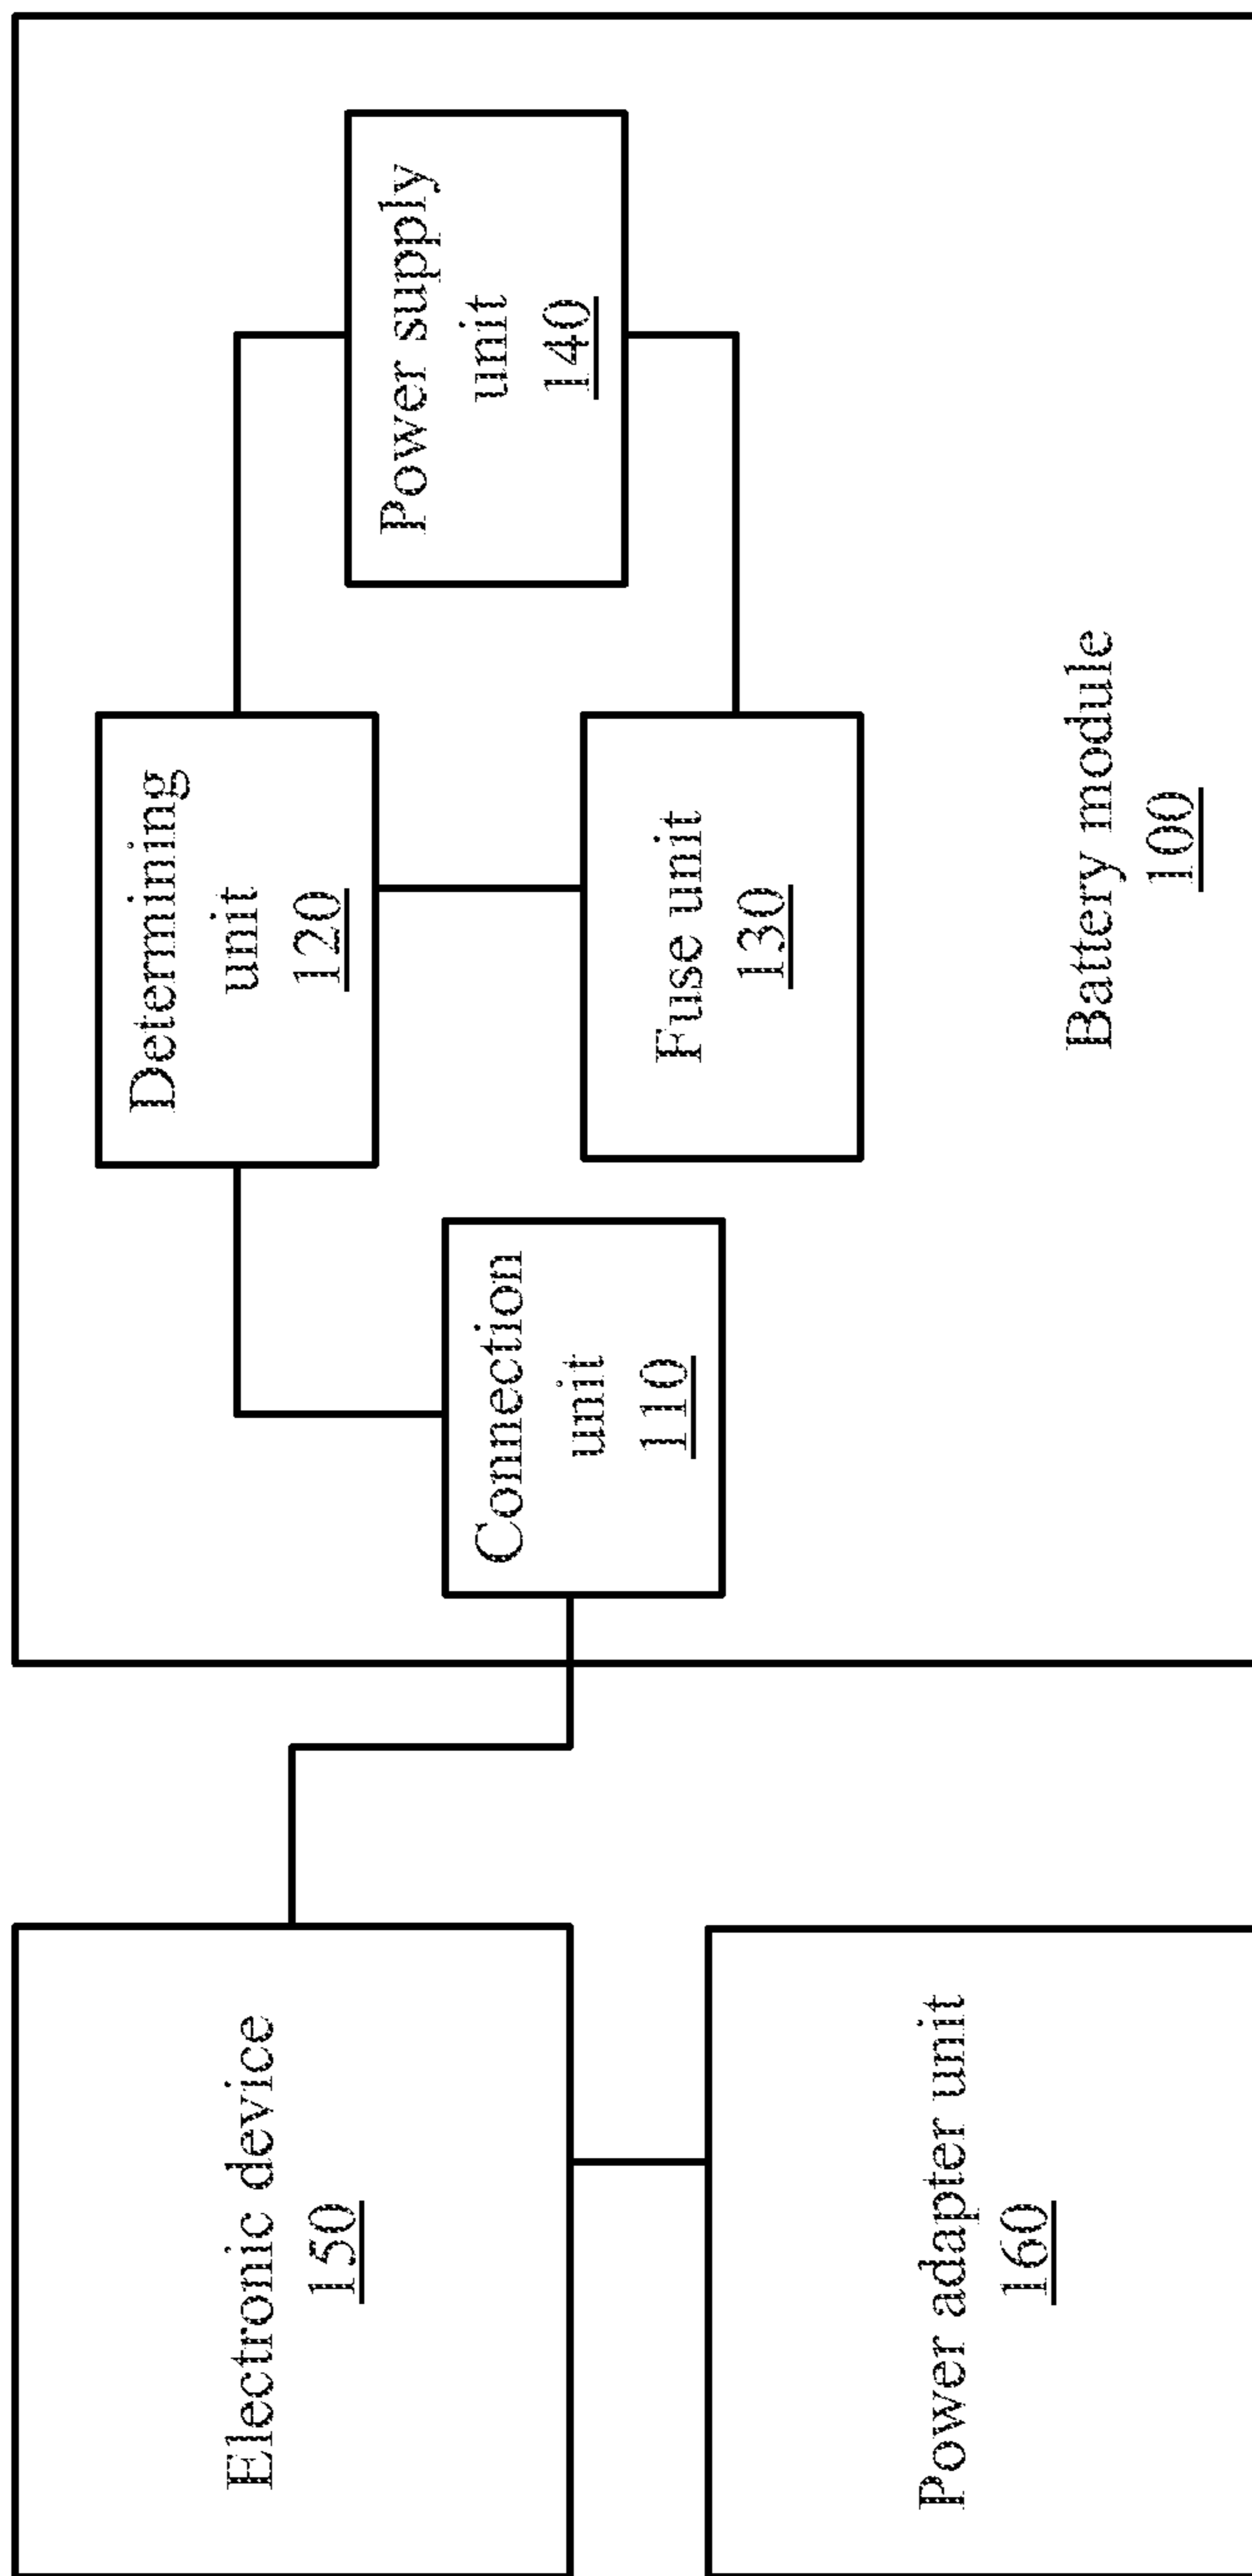 Electronic device
150
Power adapter unit
160
Connection
unit
110
Determining
unit
120
Fuse unit
130
Power supply
unit
140
Battery module
100